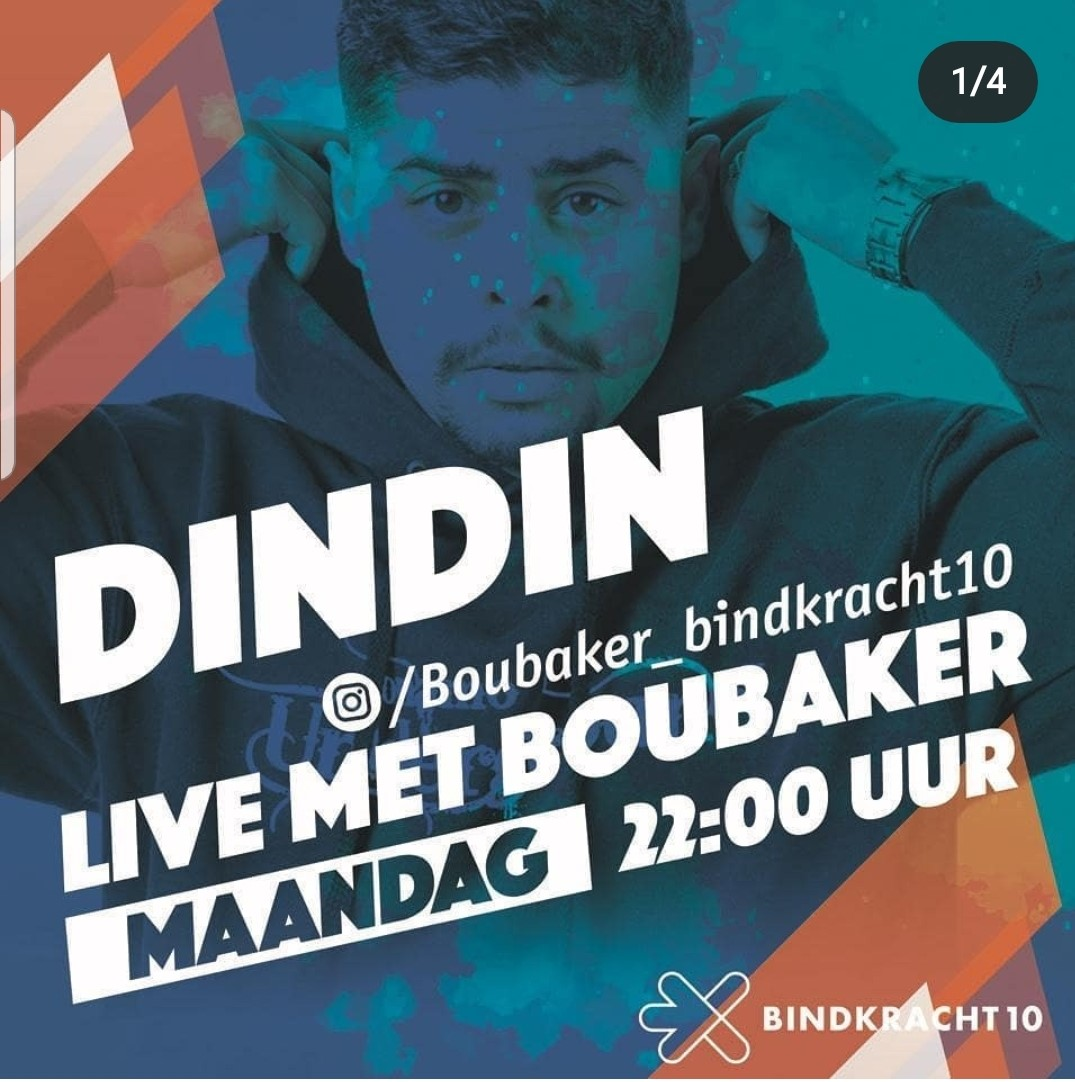 1/4
DINDIN
/Boubaker_bindkracht10
LIVE MET BOUBAKER
MAANDAG 22:00 UUR
BINDKRACHT10